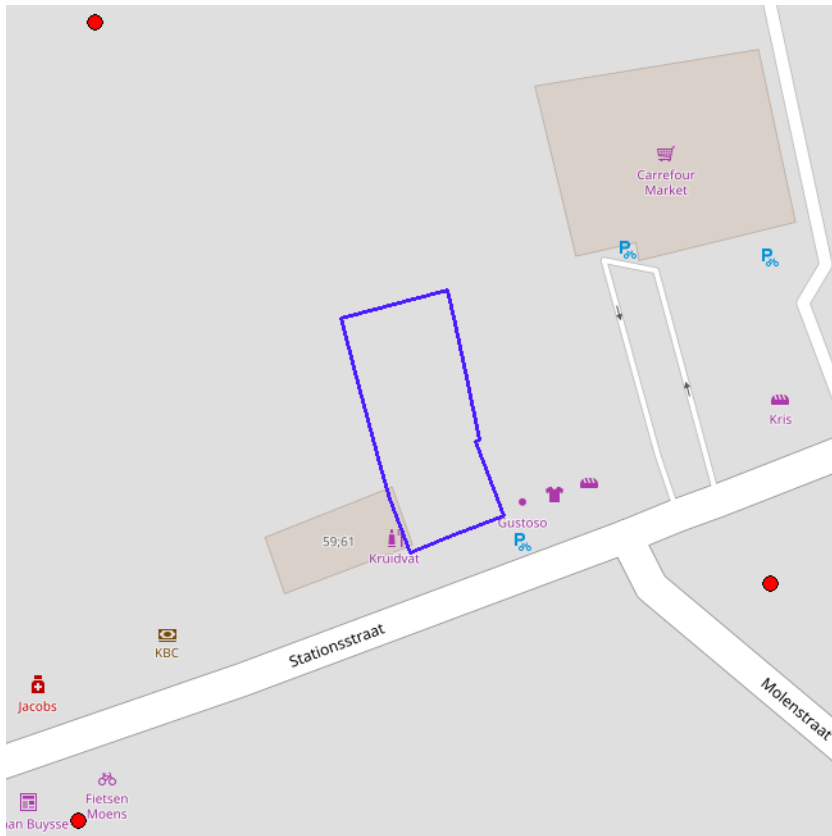 Carrefour
Market
Kris
Gustoso
59;61
Kruidvat
Stationsstraat
KBC
Molenstraat
Jacobs
Fietsen
Moens
an Buysse